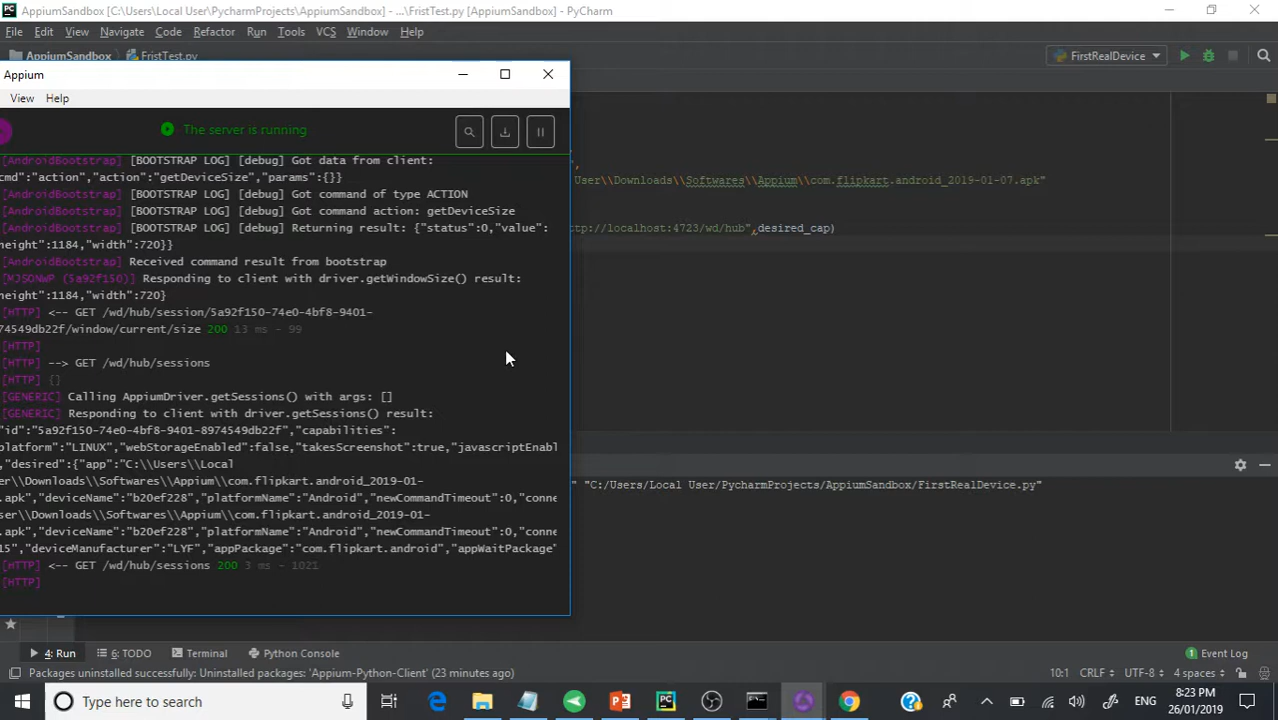 AppiumSandbox [C:\Users\Local User\PycharmProjects\AppiumSandbox] - ...\FristTest.py [AppiumSandbox] - PyCharm
File Edit View Navigate Code Refactor Run Tools VCS Window Help
AppiumSandbox FristTest.py FirstRealDevice
Appium
View Help
The server is running
[AndroidBootstrap] [BOOTSTRAP LOG] [debug] Got data from client:
cmd":"action","action":"getDeviceSize","params":{}}
[AndroidBootstrap] [BOOTSTRAP LOG] [debug] Got command of type ACTION
[AndroidBootstrap] [BOOTSTRAP LOG] [debug] Got command action: getDeviceSize
[AndroidBootstrap] [BOOTSTRAP LOG] [debug] Returning result: {"status":0,"value":
height":1184,"width":720}}
[AndroidBootstrap] Received command result from bootstrap
[MJSONWP (5a92f150)] Responding to client with driver.getWindowSize() result:
height":1184,"width":720}
[HTTP] <-- GET /wd/hub/session/5a92f150-74e0-4bf8-9401-
974549db22f/window/current/size 200 13 ms - 99
[HTTP]
[HTTP] --> GET /wd/hub/sessions
[HTTP] {}
[GENERIC] Calling AppiumDriver.getSessions() with args: []
[GENERIC] Responding to client with driver.getSessions() result:
"id":"5a92f150-74e0-4bf8-9401-8974549db22f","capabilities":
platform":"LINUX","webStorageEnabled":false,"takesScreenshot":true,"javascriptEnabl
,"desired":{"app":"C:\\Users\\Local
ser\\Downloads\\Softwares\\Appium\\com.flipkart.android_2019-01-
.apk","deviceName":"b20ef228","platformName":"Android","newCommandTimeout":0,"conne
ser\\Downloads\\Softwares\\Appium\\com.flipkart.android_2019-01-
.apk","deviceName":"b20ef228","platformName":"Android","newCommandTimeout":0,"conne
15","deviceManufacturer":"LYF","appPackage":"com.flipkart.android","appWaitPackage"
[HTTP] <-- GET /wd/hub/sessions 200 3 ms - 1021
[HTTP]
User\\Downloads\\Softwares\\Appium\\com.flipkart.android_2019-01-07.apk"
tp://localhost:4723/wd/hub",desired_cap)
" "C:/Users/Local User/PycharmProjects/AppiumSandbox/FirstRealDevice.py"
4: Run 6: TODO Terminal Python Console 1 Event Log
Packages uninstalled successfully: Uninstalled packages: 'Appium-Python-Client' (23 minutes ago) 10:1 CRLF UTF-8 4 spaces
Type here to search ENG 8:23 PM
26/01/2019